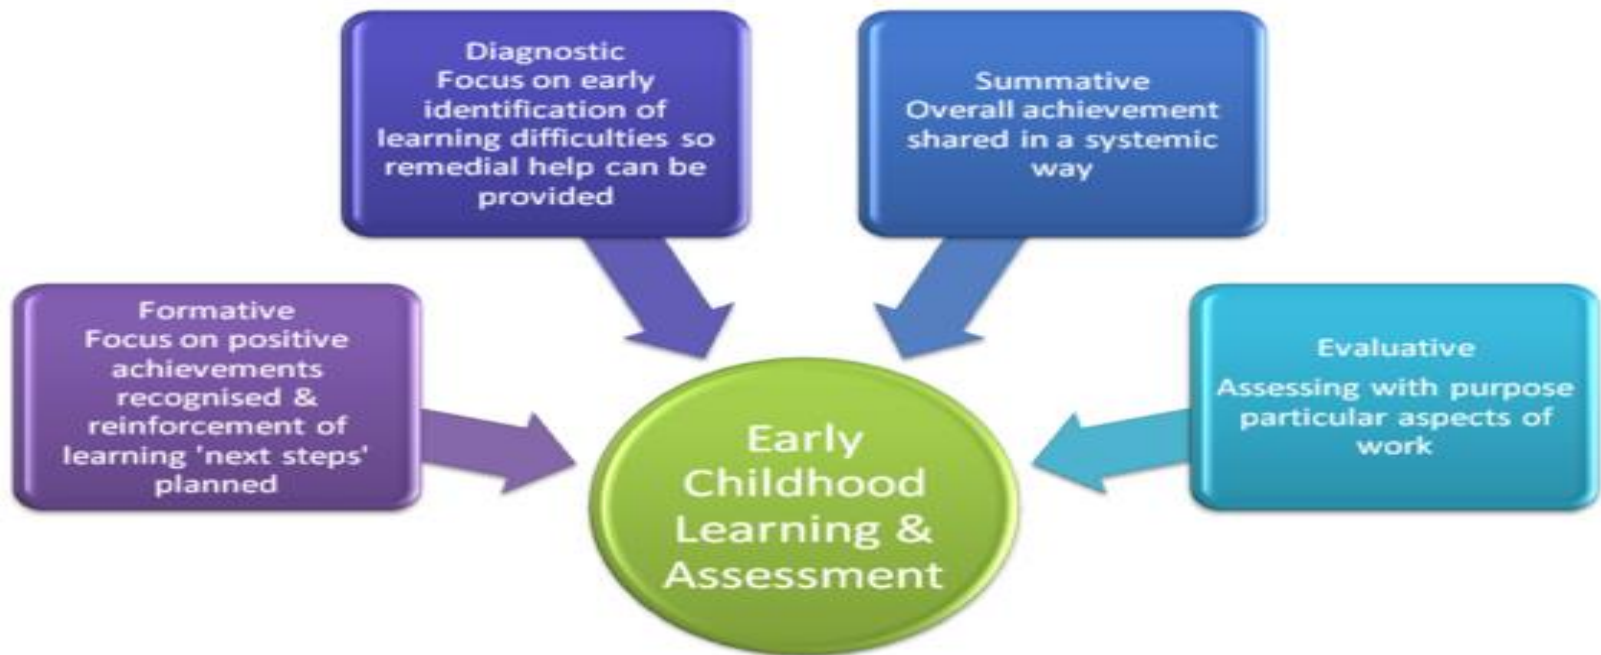 Diagnostic
Focus on early
identification of
learning difficulties so
remedial help can be
provided
Summative
Overall achievement
shared in a systemic
way
Formative
Focus on positive
achievements
recognised &
reinforcement of
learning 'next steps'
planned
Evaluative
Assessing with purpose
particular aspects of
work
Early
Childhood
Learning &
Assessment